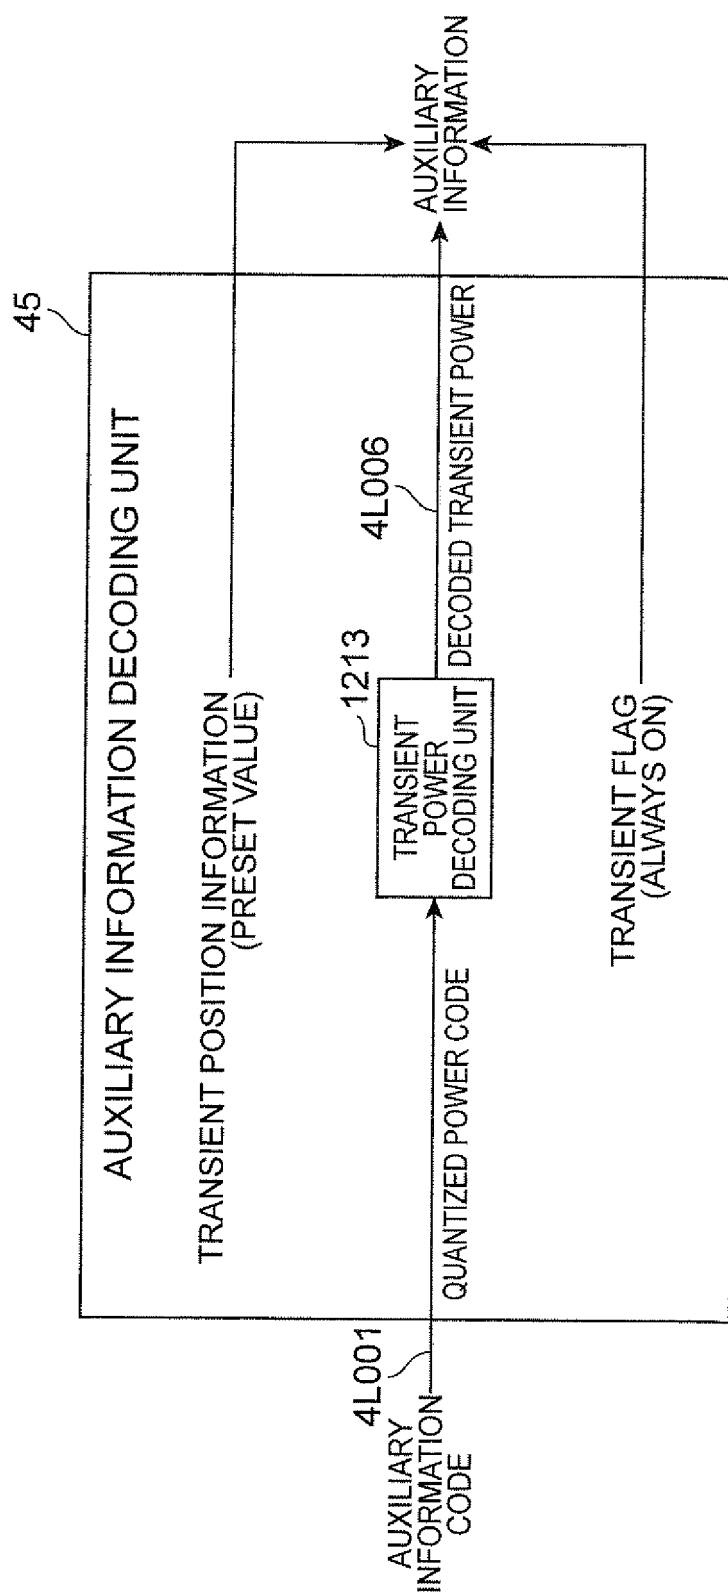 45
AUXILIARY INFORMATION DECODING UNIT
TRANSIENT POSITION INFORMATION
(PRESET VALUE)
4L001
AUXILIARY
INFORMATION
CODE
QUANTIZED POWER CODE
1213
TRANSIENT
POWER
DECODING UNIT
4L006
DECODED TRANSIENT POWER
AUXILIARY
INFORMATION
TRANSIENT FLAG
(ALWAYS ON)